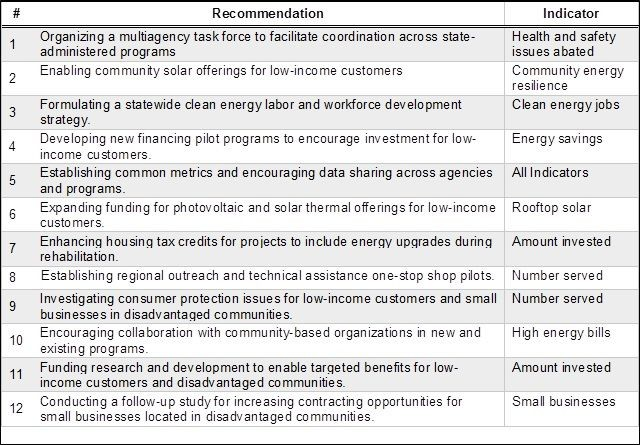 # Recommendation Indicator
1 Organizing a multiagency task force to facilitate coordination across state- Health and safety
administered programs issues abated
2 Enabling community solar offerings for low-income customers Community energy
resilience
3 Formulating a statewide clean energy labor and workforce development Clean energy jobs
strategy.
4 Developing new financing pilot programs to encourage investment for low- Energy savings
income customers.
5 Establishing common metrics and encouraging data sharing across agencies All Indicators
and programs.
6 Expanding funding for photovoltaic and solar thermal offerings for low-income Rooftop solar
customers.
7 Enhancing housing tax credits for projects to include energy upgrades during Amount invested
rehabilitation.
8 Establishing regional outreach and technical assistance one-stop shop pilots. Number served
9 Investigating consumer protection issues for low-income customers and small Number served
businesses in disadvantaged communities.
10 Encouraging collaboration with community-based organizations in new and High energy bills
existing programs.
11 Funding research and development to enable targeted benefits for low- Amount invested
income customers and disadvantaged communities.
12 Conducting a follow-up study for increasing contracting opportunities for Small businesses
small businesses located in disadvantaged communities.